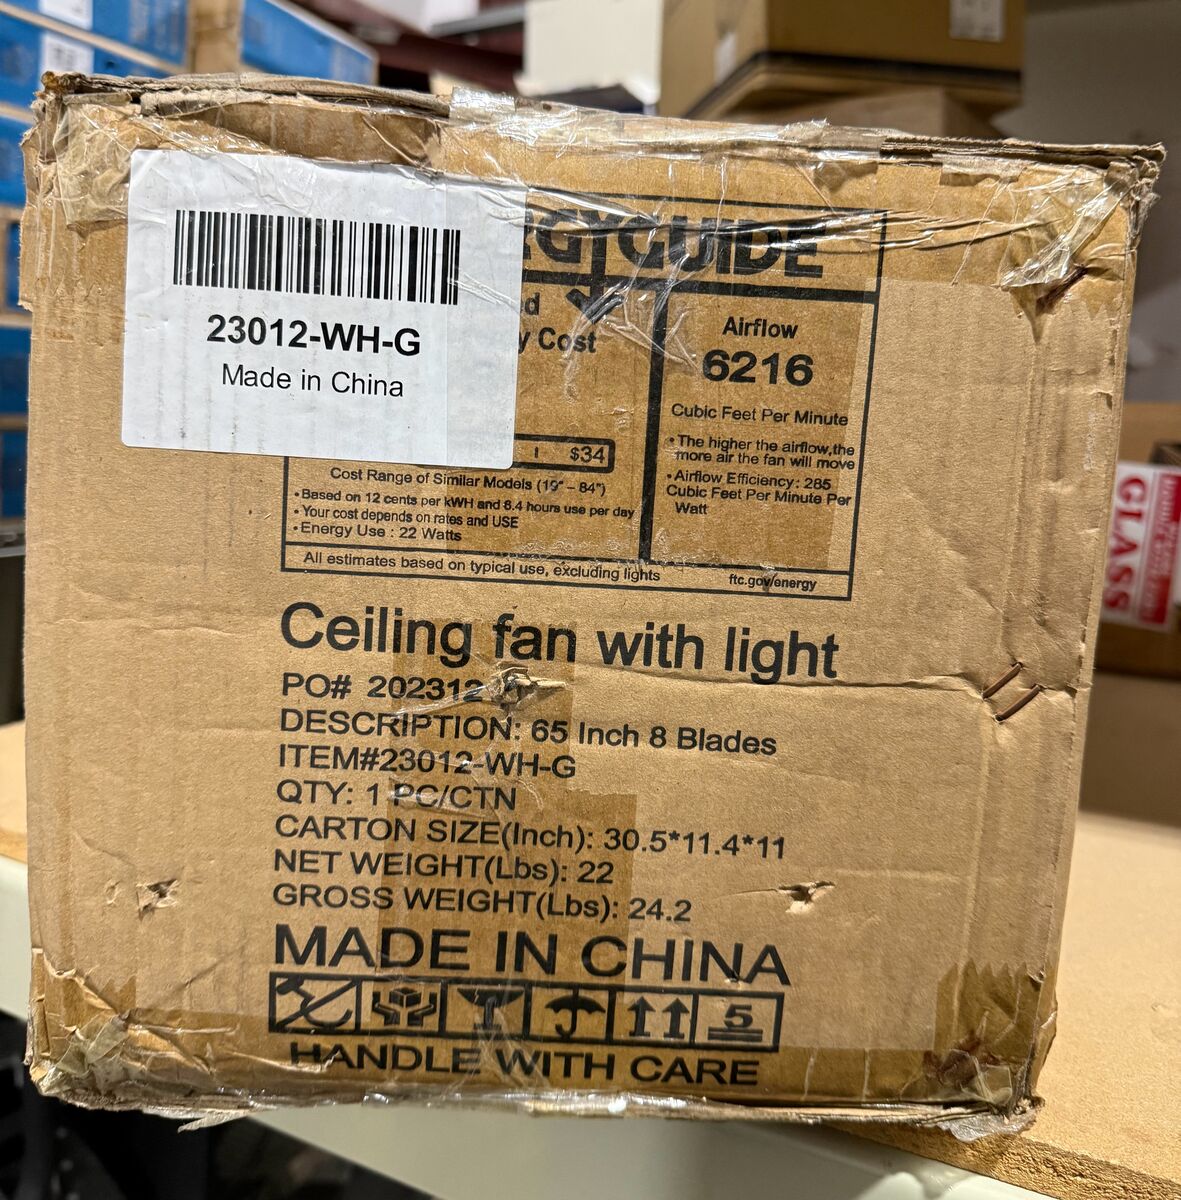 23012-WH-G
Made in China
GYGUIDE
y Cost
$34
Cost Range of Similar Models (19" – 84")
•Based on 12 cents per kWH and 8.4 hours use per day
•Your cost depends on rates and USE
•Energy Use : 22 Watts
Airflow
6216
Cubic Feet Per Minute
•The higher the airflow,the
more air the fan will move
•Airflow Efficiency: 285
Cubic Feet Per Minute Per
Watt
All estimates based on typical use, excluding lights
ftc.gov/energy
Ceiling fan with light
PO# 202312
DESCRIPTION: 65 Inch 8 Blades
ITEM#23012-WH-G
QTY: 1 PC/CTN
CARTON SIZE(Inch): 30.5*11.4*11
NET WEIGHT(Lbs): 22
GROSS WEIGHT(Lbs): 24.2
MADE IN CHINA
5
HANDLE WITH CARE
GLASS